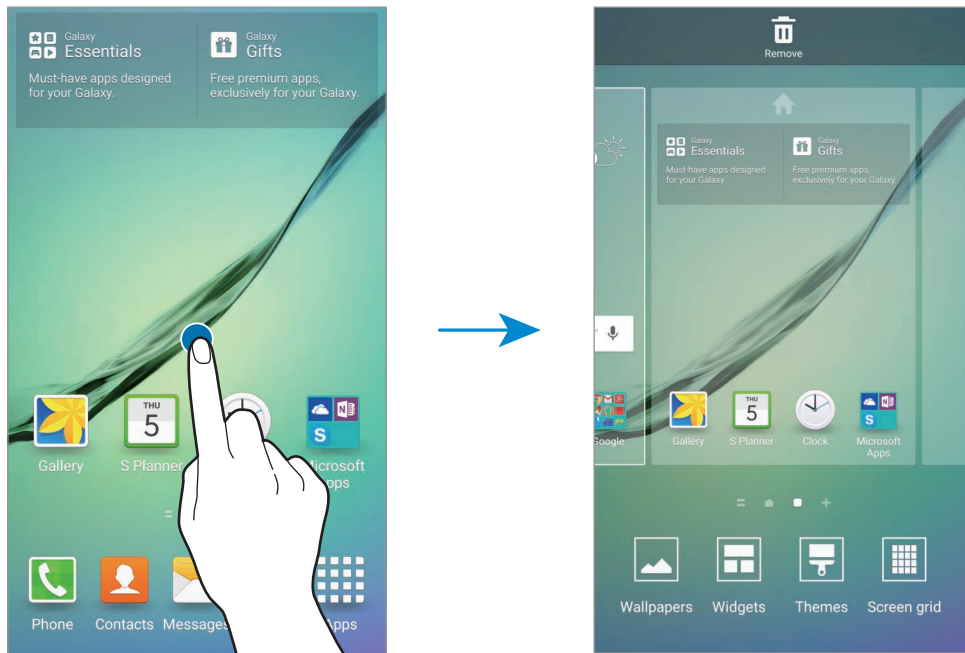 Galaxy
Essentials
Must-have apps designed
for your Galaxy.
Galaxy
Gifts
Free premium apps,
exclusively for your Galaxy.
THU
5
N
S
Gallery
S Planner
icrosoft
pps
Phone
Contacts
Messages
Apps
Remove
Galaxy
Essentials
Must-have apps designed
for your Galaxy.
Galaxy
Gifts
Free premium apps,
exclusively for your Galaxy.
THU
5
N
S
Google
Gallery
S Planner
Clock
Microsoft
Apps
Wallpapers
Widgets
Themes
Screen grid